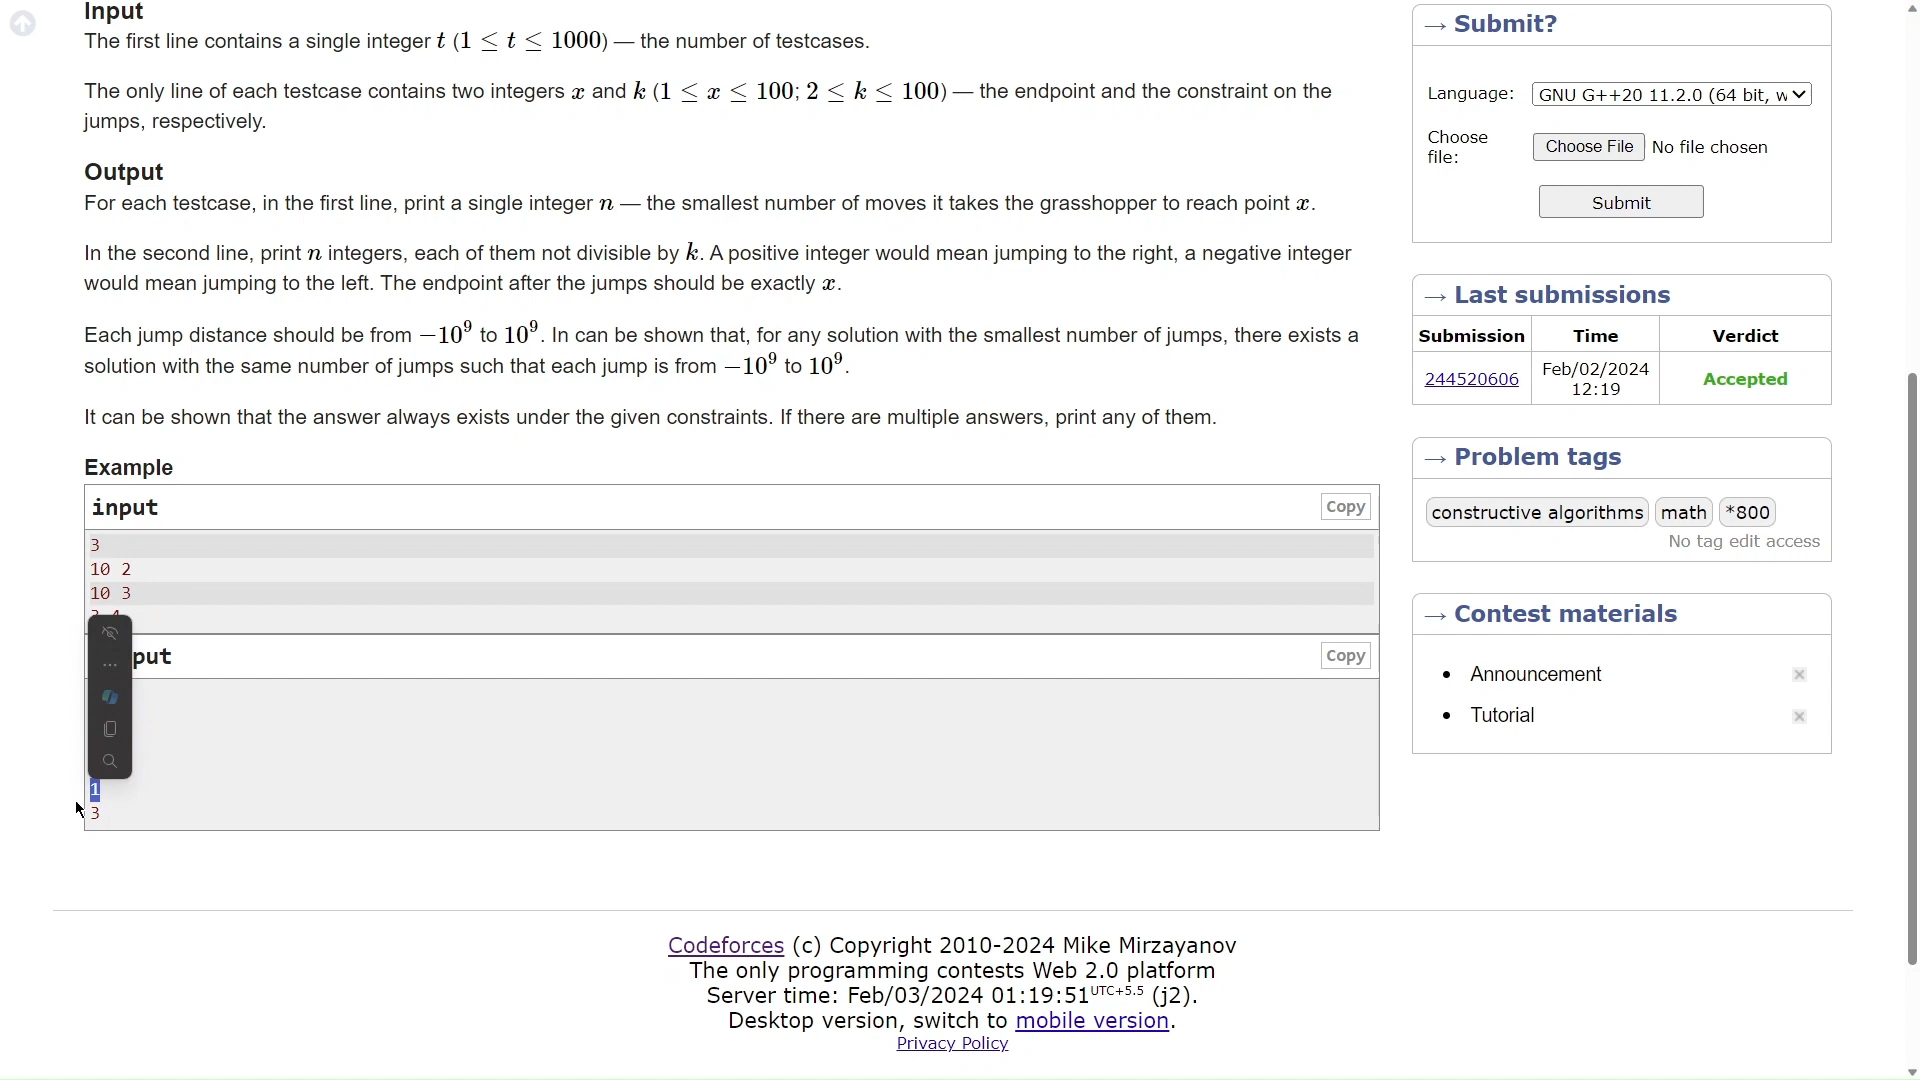 Input
The first line contains a single integer t (1 ≤ t ≤ 1000) — the number of testcases.
The only line of each testcase contains two integers x and k (1 ≤ x ≤ 100; 2 ≤ k ≤ 100) — the endpoint and the constraint on the
jumps, respectively.
Output
For each testcase, in the first line, print a single integer n — the smallest number of moves it takes the grasshopper to reach point x.
In the second line, print n integers, each of them not divisible by k. A positive integer would mean jumping to the right, a negative integer
would mean jumping to the left. The endpoint after the jumps should be exactly x.
Each jump distance should be from −10⁹ to 10⁹. In can be shown that, for any solution with the smallest number of jumps, there exists a
solution with the same number of jumps such that each jump is from −10⁹ to 10⁹.
It can be shown that the answer always exists under the given constraints. If there are multiple answers, print any of them.
Example
input
Copy
3
10 2
10 3
put
Copy
1
3
→ Submit?
Language: GNU G++20 11.2.0 (64 bit, w
Choose
file:
Choose File No file chosen
Submit
→ Last submissions
Submission Time Verdict
244520606 Feb/02/2024
12:19 Accepted
→ Problem tags
constructive algorithms math *800
No tag edit access
→ Contest materials
Announcement
Tutorial
Codeforces (c) Copyright 2010-2024 Mike Mirzayanov
The only programming contests Web 2.0 platform
Server time: Feb/03/2024 01:19:51 UTC+5.5 (j2).
Desktop version, switch to mobile version.
Privacy Policy